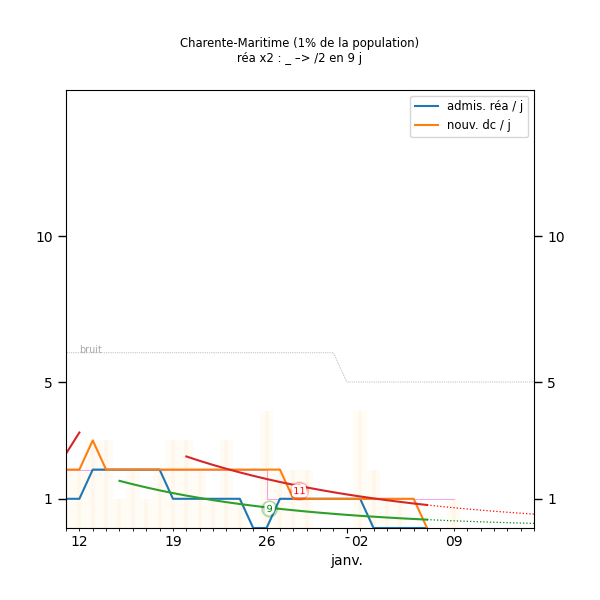 Charente-Maritime (1% de la population)
réa x2 : _ –> /2 en 9 j
admis. réa / j
nouv. dc / j
10
10
bruit
5
5
11
1
1
9
12
19
26
02
09
janv.